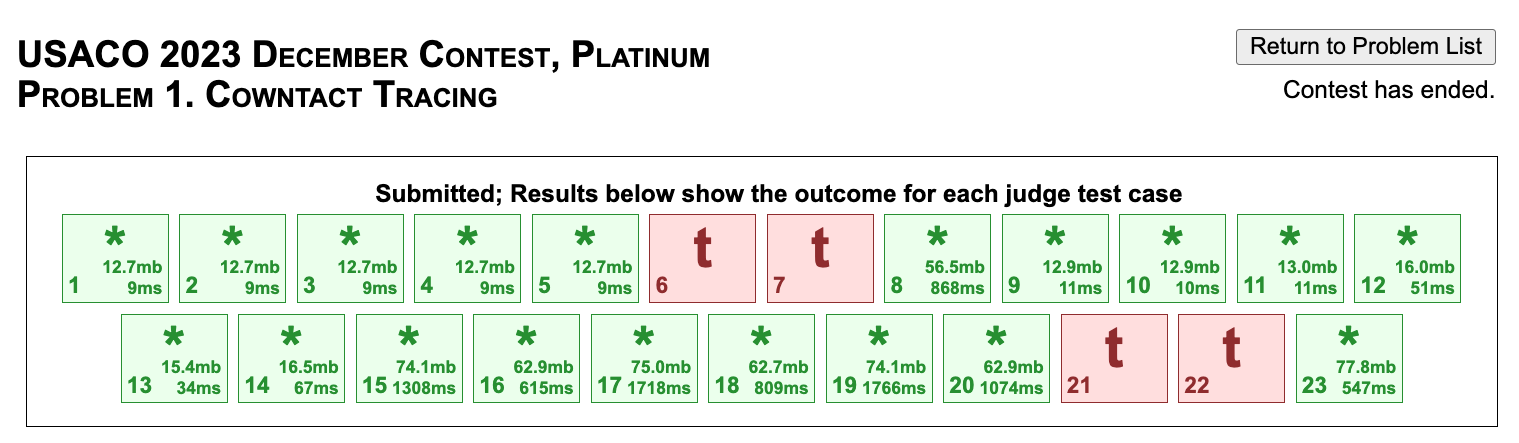 USACO 2023 December Contest, Platinum
Problem 1. Cowntact Tracing
Return to Problem List
Contest has ended.
Submitted; Results below show the outcome for each judge test case
* * * * * t t * * * * *
12.7mb 12.7mb 12.7mb 12.7mb 12.7mb 56.5mb 12.9mb 12.9mb 13.0mb 16.0mb
1 9ms 2 9ms 3 9ms 4 9ms 5 9ms 6 7 8 868ms 9 11ms 10 10ms 11 11ms 12 51ms
* * * * * * * * t t *
15.4mb 16.5mb 74.1mb 62.9mb 75.0mb 62.7mb 74.1mb 62.9mb 77.8mb
13 34ms 14 67ms 15 1308ms 16 615ms 17 1718ms 18 809ms 19 1766ms 20 1074ms 21 22 23 547ms